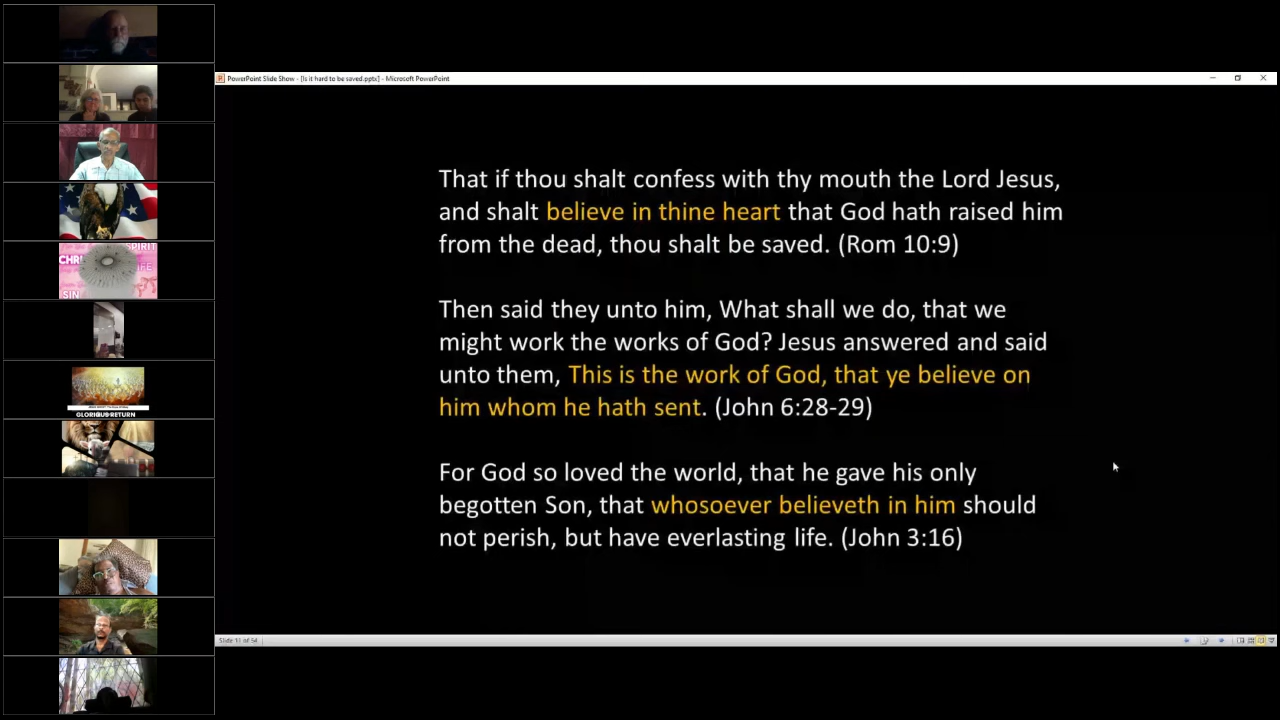 PowerPoint Slide Show - [Is it hard to be saved.pptx] - Microsoft PowerPoint
That if thou shalt confess with thy mouth the Lord Jesus,
and shalt believe in thine heart that God hath raised him
from the dead, thou shalt be saved. (Rom 10:9)
Then said they unto him, What shall we do, that we
might work the works of God? Jesus answered and said
unto them, This is the work of God, that ye believe on
him whom he hath sent. (John 6:28-29)
For God so loved the world, that he gave his only
begotten Son, that whosoever believeth in him should
not perish, but have everlasting life. (John 3:16)
SPIRIT
CHR
IFE
SIN
GLORIOUS RETURN